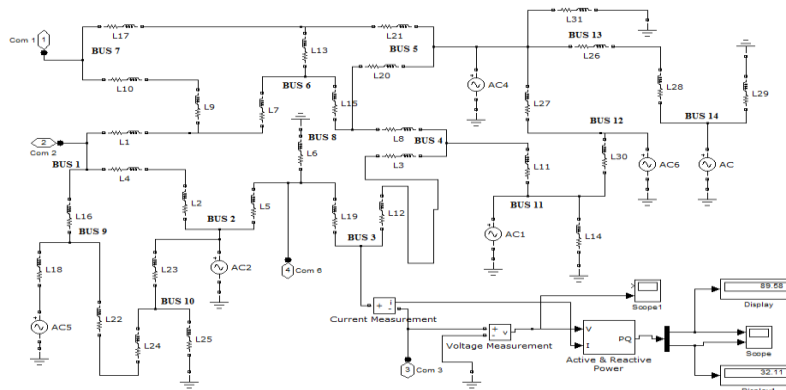 L31
L17
L21
Com 1
1
BUS 5
BUS 13
BUS 7
L13
L26
L20
BUS 6
AC4
L28
L29
L10
L15
L27
L9
L7
BUS 12
BUS 14
BUS 8
BUS 4
2
L1
L8
Com 2
L6
L3
L30
AC6
AC
BUS 1
L4
L11
L16
L2
BUS 2
L5
L19
L12
BUS 11
BUS 9
BUS 3
AC1
L14
L18
L23
AC2
4
Com 6
BUS 10
i
89.68
Current Measurement
Scope1
Display
AC5
L22
v
V
PQ
I
L24
L25
Voltage Measurement
Scope
3
Com 3
Active & Reactive
Power
32.11